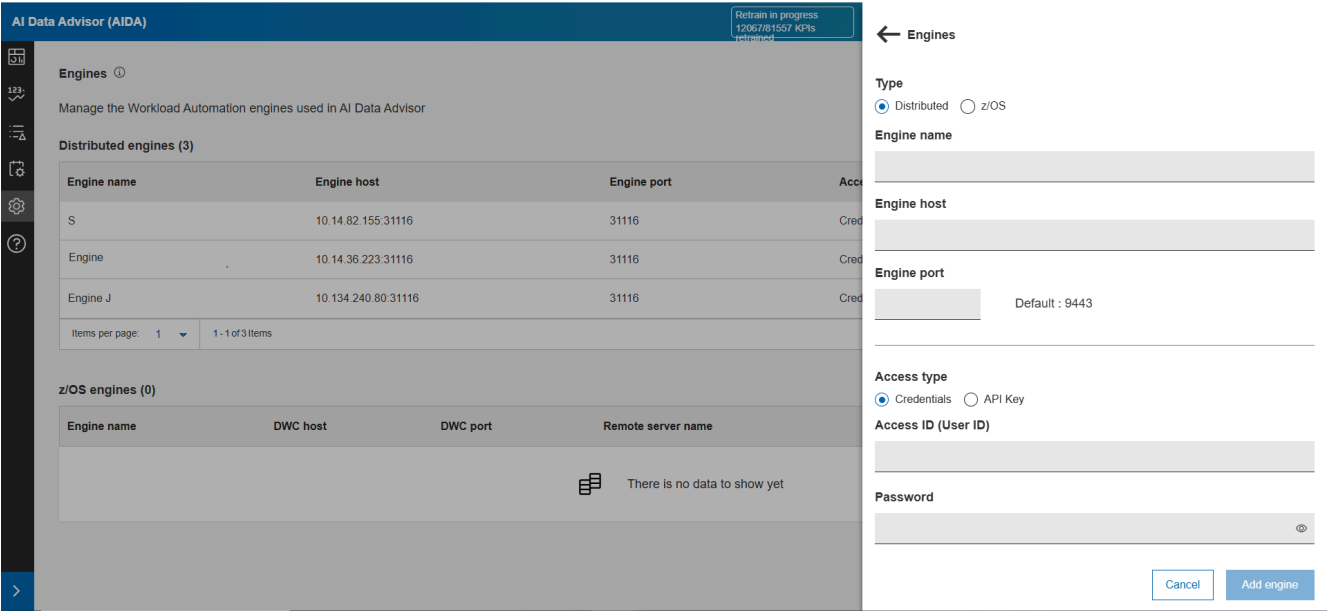 AI Data Advisor (AIDA)
Retrain in progress
12067/81557 KPIs
retrained
Engines
Manage the Workload Automation engines used in AI Data Advisor
Distributed engines (3)
Engine name Engine host Engine port Acce
S 10.14.82.155:31116 31116 Cred
Engine 10.14.36.223:31116 31116 Cred
Engine J 10.134.240.80:31116 31116 Cred
Items per page: 1 1 - 1 of 3 Items
z/OS engines (0)
Engine name DWC host DWC port Remote server name
There is no data to show yet
Engines
Type
Distributed z/OS
Engine name
Engine host
Engine port
Default : 9443
Access type
Credentials API Key
Access ID (User ID)
Password
Cancel Add engine